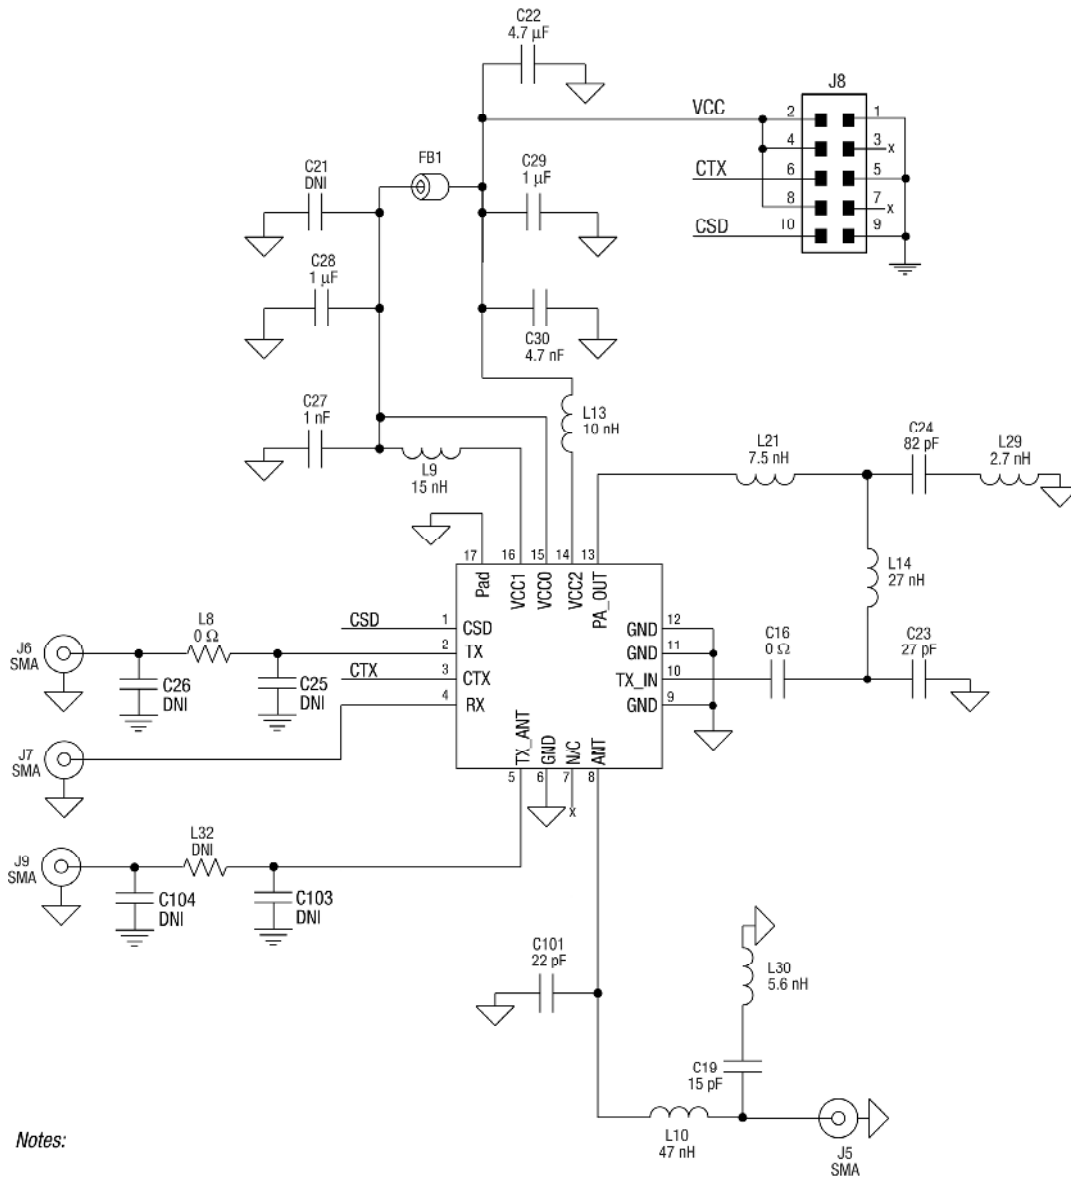 C22
4.7 µF
J8
VCC
2
1
4
3
x
CTX
6
5
8
7
x
CSD
10
9
FB1
C21
DNI
C29
1 µF
C28
1 µF
C30
4.7 nF
C27
1 nF
L13
10 nH
L9
15 nH
L21
7.5 nH
C24
82 pF
L29
2.7 nH
L14
27 nH
17
16
15
14
13
Pad
VCC1
VCC0
VCC2
PA_OUT
J6
SMA
L8
0 Ω
C26
DNI
C25
DNI
CSD
1
CSD
2
TX
CTX
3
CTX
4
RX
GND
12
GND
11
TX_IN
10
GND
9
C16
0 Ω
C23
27 pF
J7
SMA
TX_ANT
GND
N/C
ANT
5
6
7
8
x
J9
SMA
L32
DNI
C104
DNI
C103
DNI
C101
22 pF
L30
5.6 nH
C19
15 pF
L10
47 nH
J5
SMA
Notes: